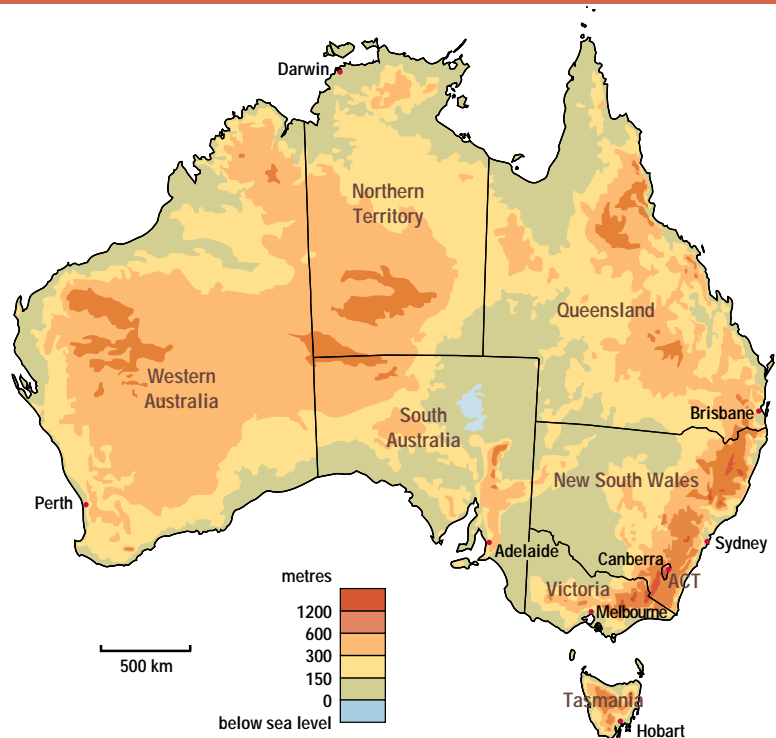 Darwin
Northern
Territory
Queensland
Western
Australia
South
Australia
Brisbane
New South Wales
Perth
Sydney
Adelaide
Canberra
ACT
metres
Victoria
Melbourne
1200
600
300
150
0
below sea level
500 km
Tasmania
Hobart